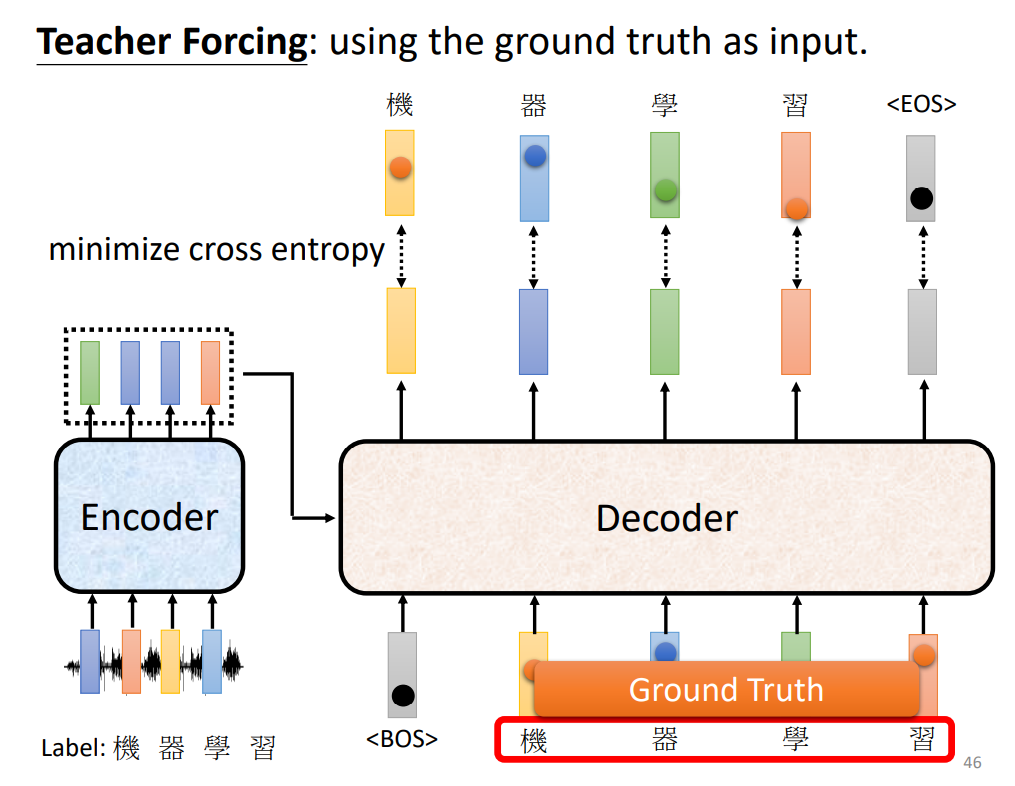 Teacher Forcing: using the ground truth as input.
機 器 學 習 <EOS>
minimize cross entropy
Encoder
Decoder
Ground Truth
Label: 機 器 學 習
<BOS> 機 器 學 習
46